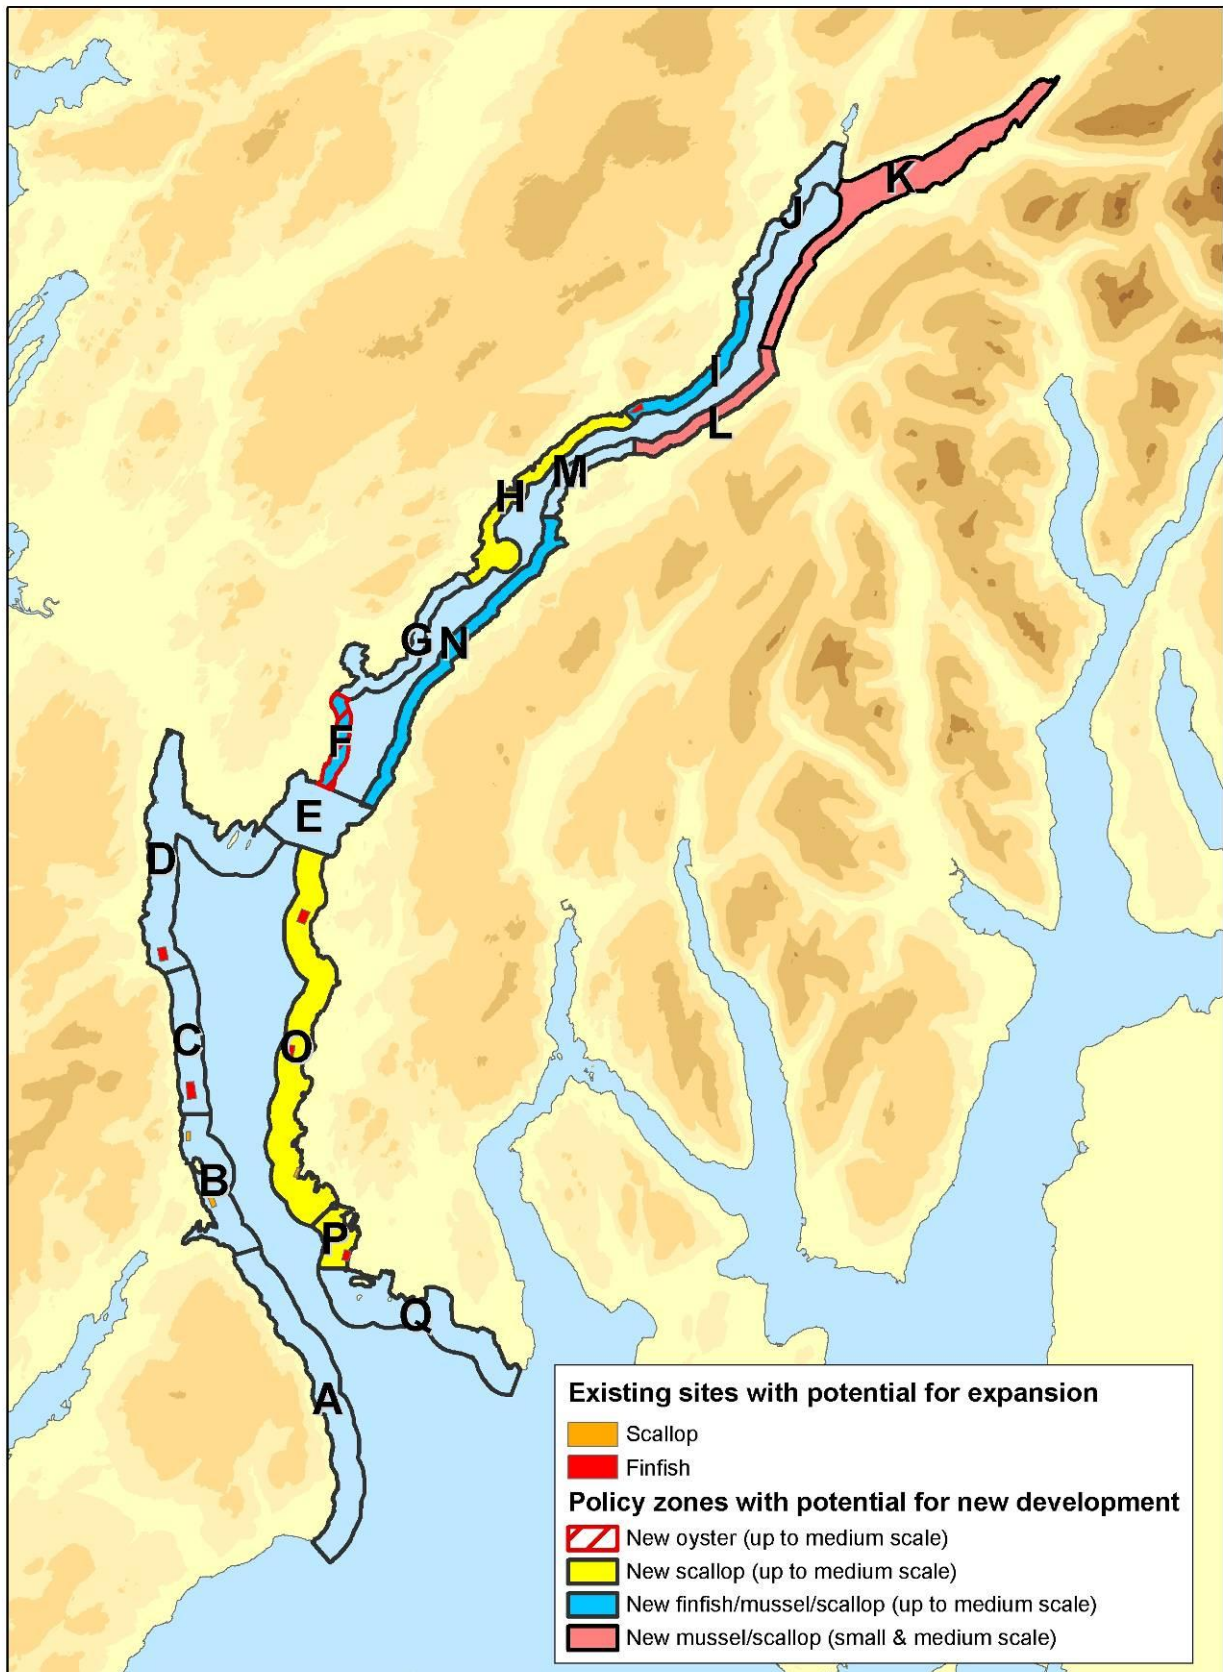 K
J
I
L
M
H
G
N
F
E
D
C
O
B
P
Q
A
Existing sites with potential for expansion
Scallop
Finfish
Policy zones with potential for new development
New oyster (up to medium scale)
New scallop (up to medium scale)
New finfish/mussel/scallop (up to medium scale)
New mussel/scallop (small & medium scale)